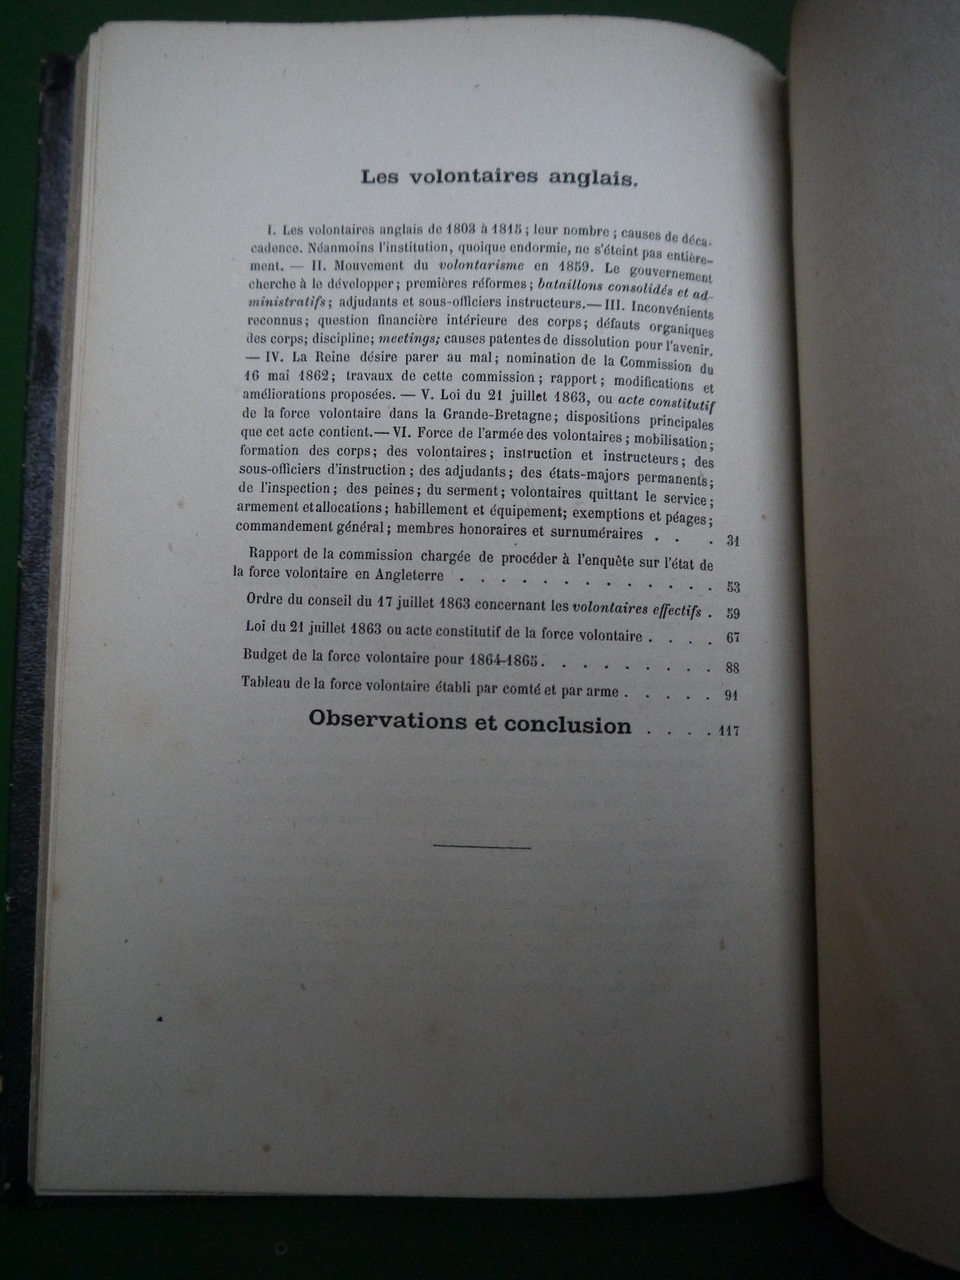 Les volontaires anglais.
I. Les volontaires anglais de 1803 à 1815 ; leur nombre ; causes de déca-
cadence. Néanmoins l'institution, quoique endormie, ne s'éteint pas entière-
ment. — II. Mouvement du volontarisme en 1859. Le gouvernement
cherche à le développer ; premières réformes ; bataillons consolidés et ad-
ministratifs ; adjudants et sous-officiers instructeurs. — III. Inconvénients
reconnus ; question financière intérieure des corps ; défauts organiques
des corps; discipline; meetings; causes patentes de dissolution pour l'avenir.
— IV. La Reine désire parer au mal ; nomination de la Commission du
16 mai 1862 ; travaux de cette commission ; rapport ; modifications et
améliorations proposées. — V. Loi du 21 juillet 1863, ou acte constitutif
de la force volontaire dans la Grande-Bretagne ; dispositions principales
que cet acte contient. — VI. Force de l'armée des volontaires ; mobilisation ;
formation des corps ; des volontaires ; instruction et instructeurs ; des
sous-officiers d'instruction ; des adjudants ; des états-majors permanents ;
de l'inspection ; des peines ; du serment ; volontaires quittant le service ;
armement et allocations ; habillement et équipement; exemptions et péages ;
commandement général ; membres honoraires et surnuméraires . . . 31
Rapport de la commission chargée de procéder à l'enquête sur l'état de
la force volontaire en Angleterre . . . . . . . . . . . . . 53
Ordre du conseil du 17 juillet 1863 concernant les volontaires effectifs . 59
Loi du 21 juillet 1863 ou acte constitutif de la force volontaire . . . . 67
Budget de la force volontaire pour 1864-1865. . . . . . . . . 88
Tableau de la force volontaire établi par comté et par arme . . . . . 91
Observations et conclusion . . . . 117